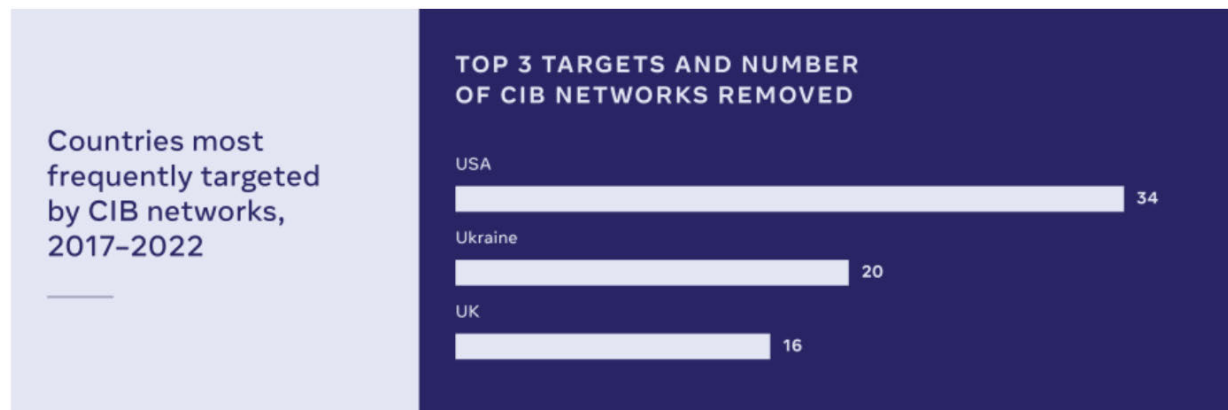 Countries most
frequently targeted
by CIB networks,
2017–2022
TOP 3 TARGETS AND NUMBER
OF CIB NETWORKS REMOVED
USA
34
Ukraine
20
UK
16